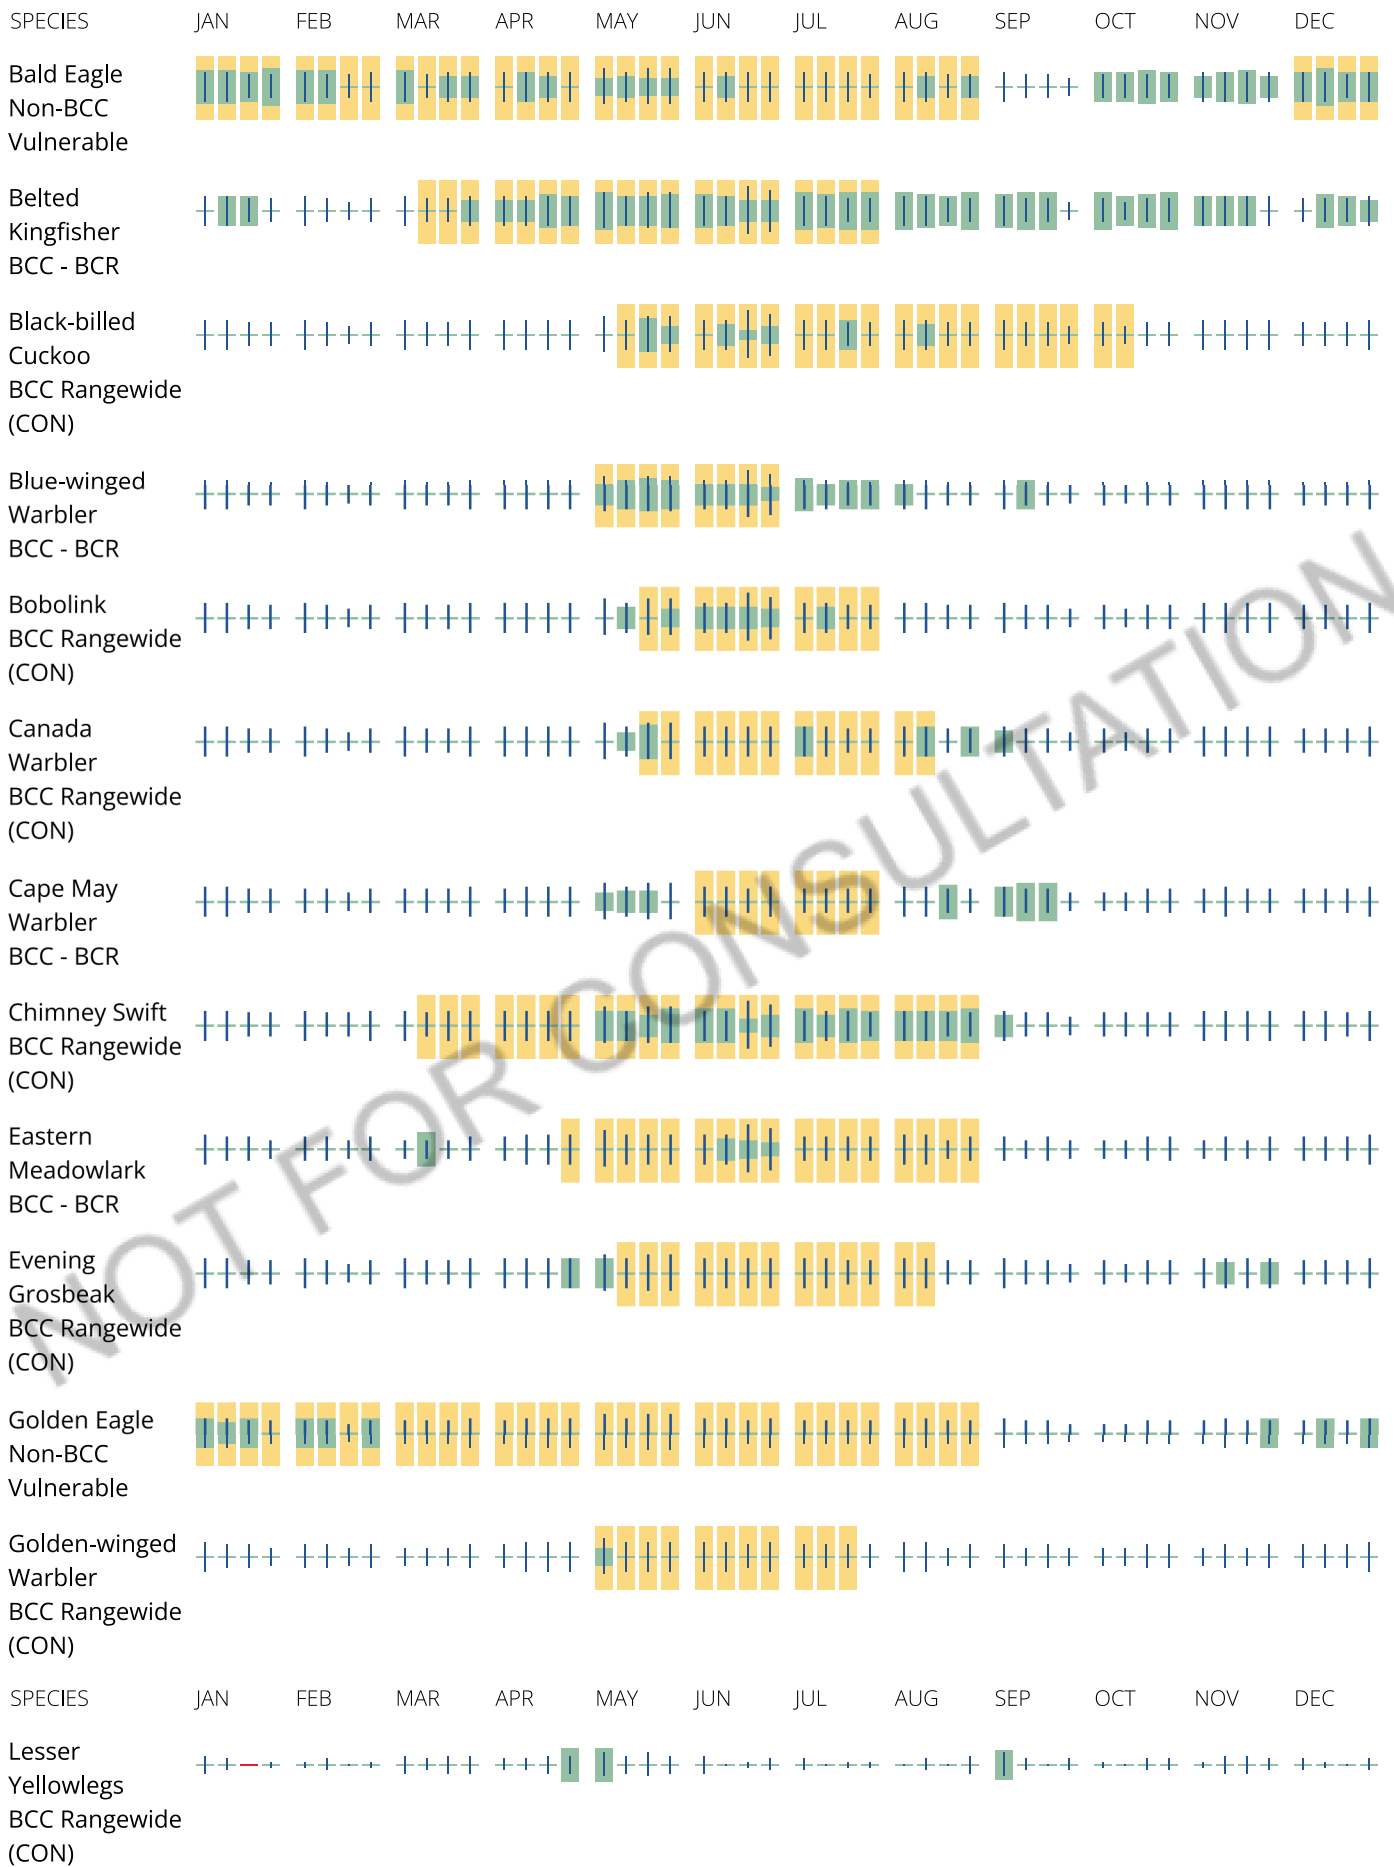 SPECIES JAN FEB MAR APR MAY JUN JUL AUG SEP OCT NOV DEC
Bald Eagle
Non-BCC
Vulnerable
Belted
Kingfisher
BCC - BCR
Black-billed
Cuckoo
BCC Rangewide
(CON)
Blue-winged
Warbler
BCC - BCR
Bobolink
BCC Rangewide
(CON)
Canada
Warbler
BCC Rangewide
(CON)
Cape May
Warbler
BCC - BCR
Chimney Swift
BCC Rangewide
(CON)
Eastern
Meadowlark
BCC - BCR
Evening
Grosbeak
BCC Rangewide
(CON)
Golden Eagle
Non-BCC
Vulnerable
Golden-winged
Warbler
BCC Rangewide
(CON)
SPECIES JAN FEB MAR APR MAY JUN JUL AUG SEP OCT NOV DEC
Lesser
Yellowlegs
BCC Rangewide
(CON)
NOT FOR CONSULTATION